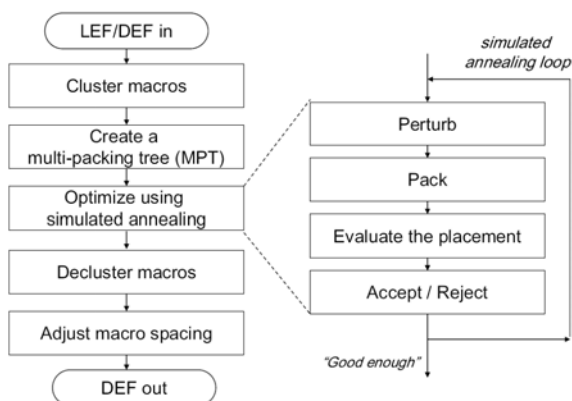 LEF/DEF in
Cluster macros
Create a
multi-packing tree (MPT)
Optimize using
simulated annealing
Decluster macros
Adjust macro spacing
DEF out
simulated
annealing loop
Perturb
Pack
Evaluate the placement
Accept / Reject
"Good enough"